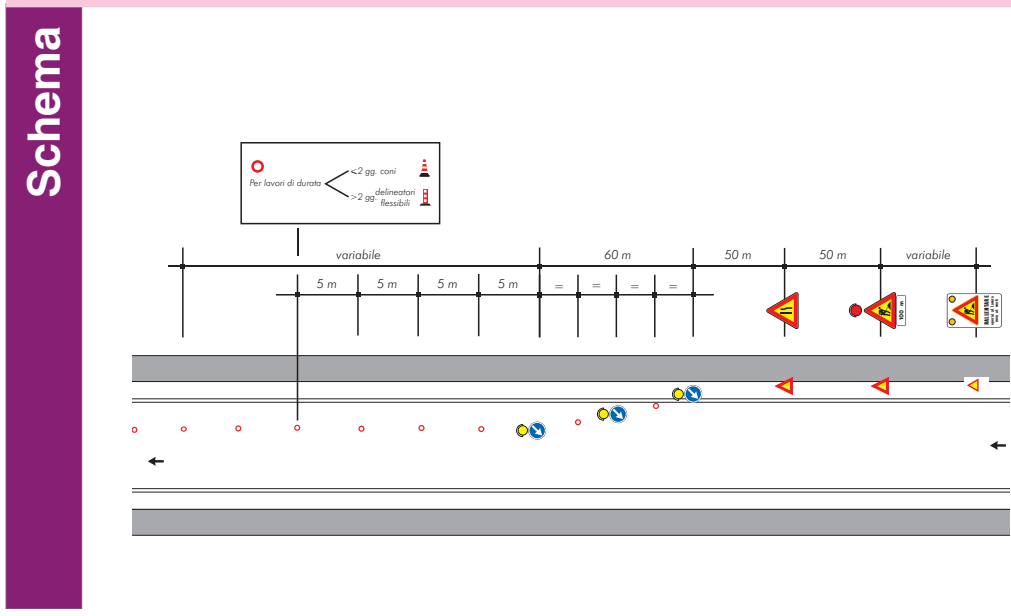 Schema
Per lavori di durata
<2 gg. coni
>2 gg. delineatori
flessibili
variabile
60 m
50 m
50 m
variabile
5 m
5 m
5 m
5 m
=
=
=
=
100 m
RALLENTARE